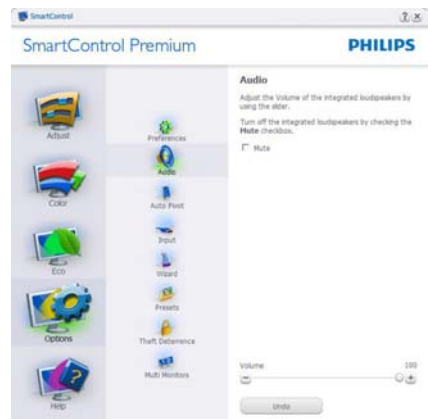 SmartControl
SmartControl Premium
PHILIPS
Adjust
Color
Eco
Options
Help
Preferences
Audio
Auto Pivot
Input
Wizard
Presets
Theft Deterrence
Multi Monitors
Audio
Adjust the Volume of the integrated loudspeakers by
using the slider.
Turn off the integrated loudspeakers by checking the
Mute checkbox.
Mute
Volume 100
Undo